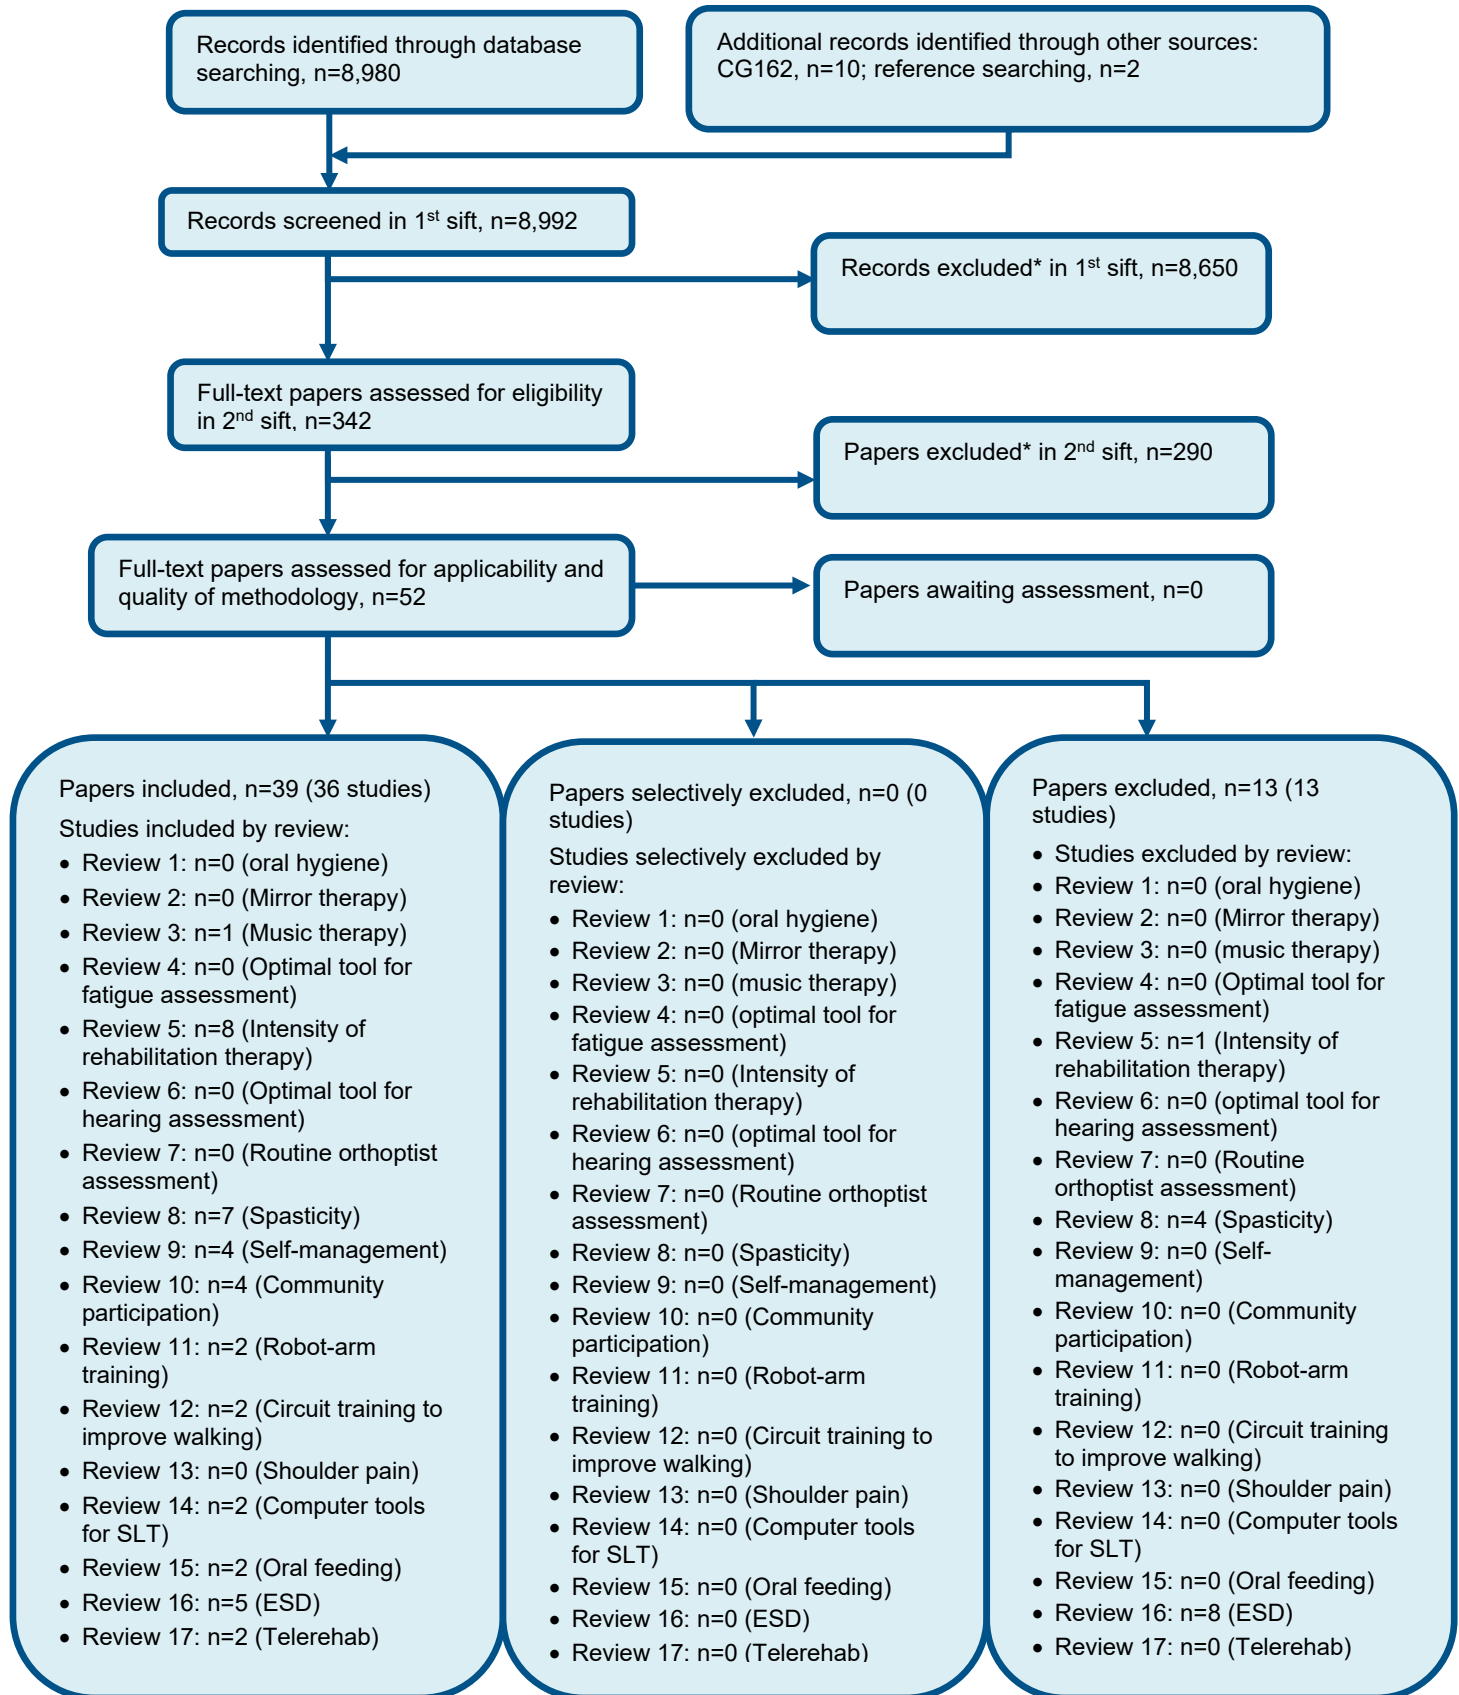 Records identified through database
searching, n=8,980
Additional records identified through other sources:
CG162, n=10; reference searching, n=2
Records screened in 1st sift, n=8,992
Records excluded* in 1st sift, n=8,650
Full-text papers assessed for eligibility
in 2nd sift, n=342
Papers excluded* in 2nd sift, n=290
Full-text papers assessed for applicability and
quality of methodology, n=52
Papers awaiting assessment, n=0
Papers included, n=39 (36 studies)
Studies included by review:
• Review 1: n=0 (oral hygiene)
• Review 2: n=0 (Mirror therapy)
• Review 3: n=1 (Music therapy)
• Review 4: n=0 (Optimal tool for
fatigue assessment)
• Review 5: n=8 (Intensity of
rehabilitation therapy)
• Review 6: n=0 (Optimal tool for
hearing assessment)
• Review 7: n=0 (Routine orthoptist
assessment)
• Review 8: n=7 (Spasticity)
• Review 9: n=4 (Self-management)
• Review 10: n=4 (Community
participation)
• Review 11: n=2 (Robot-arm
training)
• Review 12: n=2 (Circuit training to
improve walking)
• Review 13: n=0 (Shoulder pain)
• Review 14: n=2 (Computer tools
for SLT)
• Review 15: n=2 (Oral feeding)
• Review 16: n=5 (ESD)
• Review 17: n=2 (Telerehab)
Papers selectively excluded, n=0 (0
studies)
Studies selectively excluded by
review:
• Review 1: n=0 (oral hygiene)
• Review 2: n=0 (Mirror therapy)
• Review 3: n=0 (music therapy)
• Review 4: n=0 (optimal tool for
fatigue assessment)
• Review 5: n=0 (Intensity of
rehabilitation therapy)
• Review 6: n=0 (optimal tool for
hearing assessment)
• Review 7: n=0 (Routine orthoptist
assessment)
• Review 8: n=0 (Spasticity)
• Review 9: n=0 (Self-management)
• Review 10: n=0 (Community
participation)
• Review 11: n=0 (Robot-arm
training)
• Review 12: n=0 (Circuit training to
improve walking)
• Review 13: n=0 (Shoulder pain)
• Review 14: n=0 (Computer tools
for SLT)
• Review 15: n=0 (Oral feeding)
• Review 16: n=0 (ESD)
• Review 17: n=0 (Telerehab)
Papers excluded, n=13 (13
studies)
• Studies excluded by review:
• Review 1: n=0 (oral hygiene)
• Review 2: n=0 (Mirror therapy)
• Review 3: n=0 (music therapy)
• Review 4: n=0 (Optimal tool for
fatigue assessment)
• Review 5: n=1 (Intensity of
rehabilitation therapy)
• Review 6: n=0 (optimal tool for
hearing assessment)
• Review 7: n=0 (Routine
orthoptist assessment)
• Review 8: n=4 (Spasticity)
• Review 9: n=0 (Self-
management)
• Review 10: n=0 (Community
participation)
• Review 11: n=0 (Robot-arm
training)
• Review 12: n=0 (Circuit training
to improve walking)
• Review 13: n=0 (Shoulder pain)
• Review 14: n=0 (Computer tools
for SLT)
• Review 15: n=0 (Oral feeding)
• Review 16: n=8 (ESD)
• Review 17: n=0 (Telerehab)